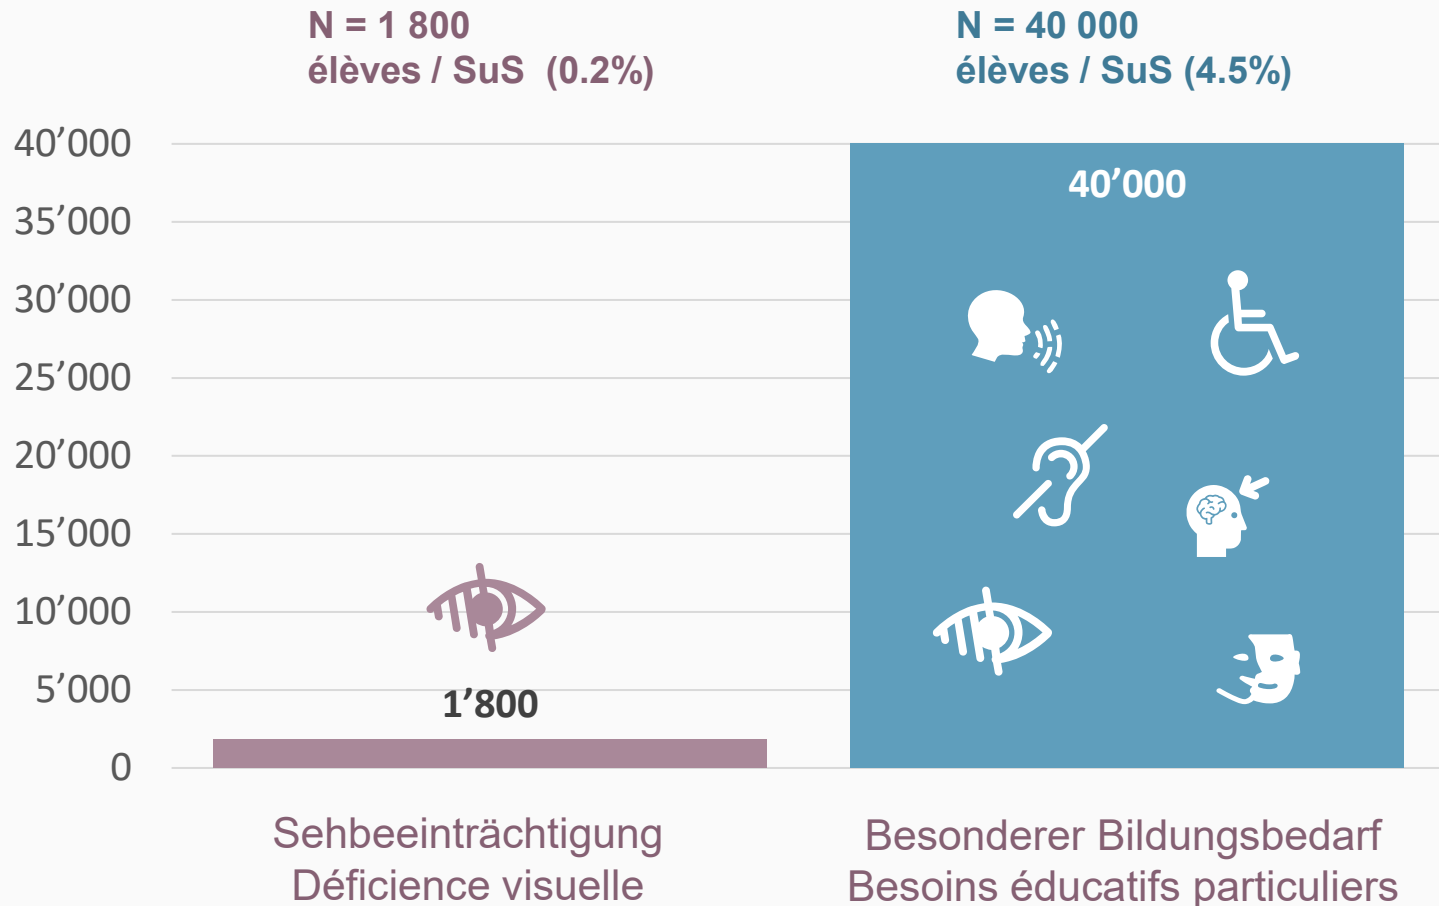 N = 1 800
élèves / SuS (0.2%)
N = 40 000
élèves / SuS (4.5%)
40’000
35’000
30’000
25’000
20’000
15’000
10’000
5’000
0
1’800
40’000
Sehbeeinträchtigung
Déficience visuelle
Besonderer Bildungsbedarf
Besoins éducatifs particuliers